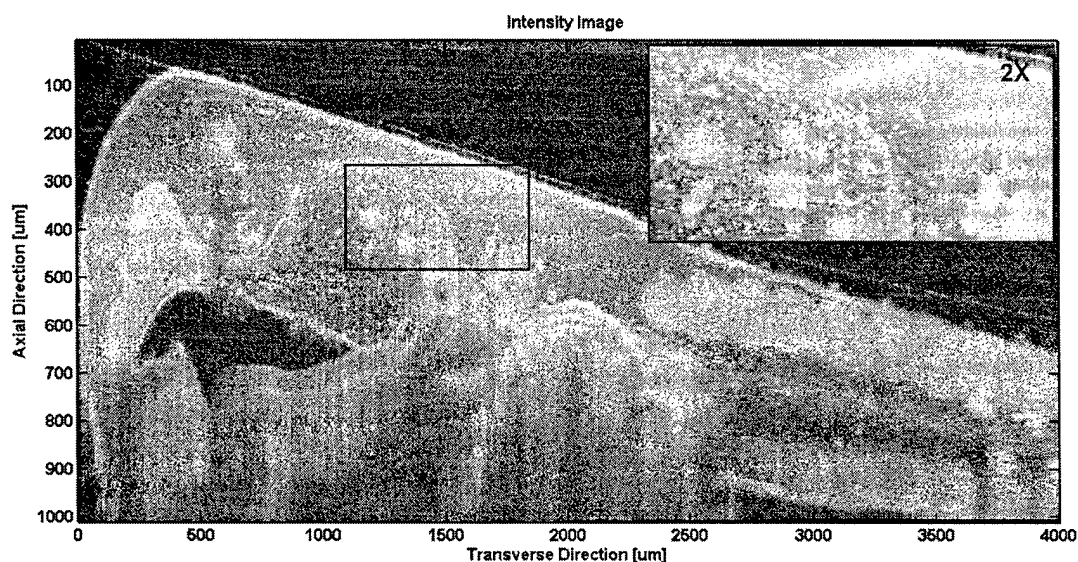 Intensity Image
2X
100
200
300
400
500
600
700
800
900
1000
Axial Direction [um]
0 500 1000 1500 2000 2500 3000 3500 4000
Transverse Direction [um]